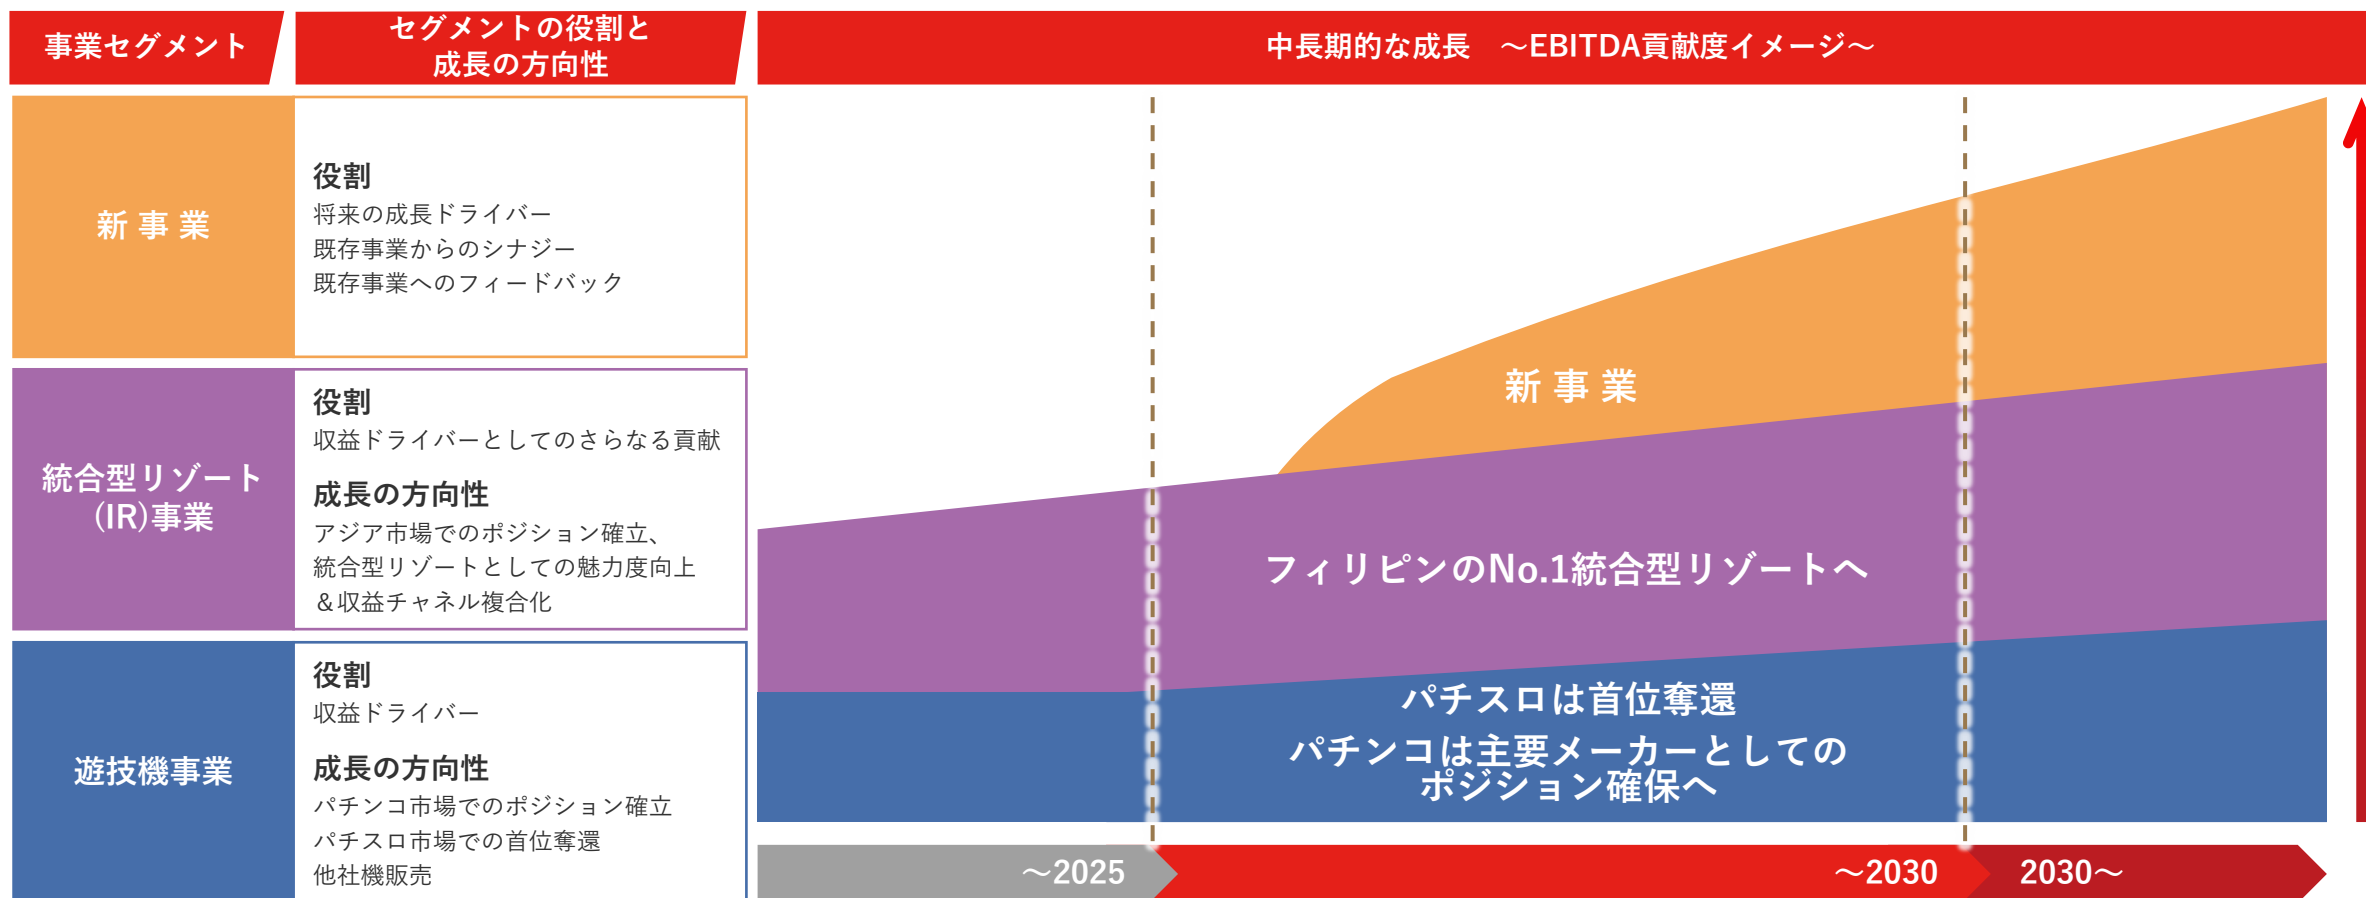 事業セグメント
セグメントの役割と
成長の方向性
中長期的な成長　～EBITDA貢献度イメージ～
新 事 業
役割
将来の成長ドライバー
既存事業からのシナジー
既存事業へのフィードバック
統合型リゾート
(IR)事業
役割
収益ドライバーとしてのさらなる貢献
成長の方向性
アジア市場でのポジション確立、
統合型リゾートとしての魅力度向上
＆収益チャネル複合化
遊技機事業
役割
収益ドライバー
成長の方向性
パチンコ市場でのポジション確立
パチスロ市場での首位奪還
他社機販売
新 事 業
フィリピンのNo.1統合型リゾートへ
パチスロは首位奪還
パチンコは主要メーカーとしての
ポジション確保へ
～2025
～2030
2030～